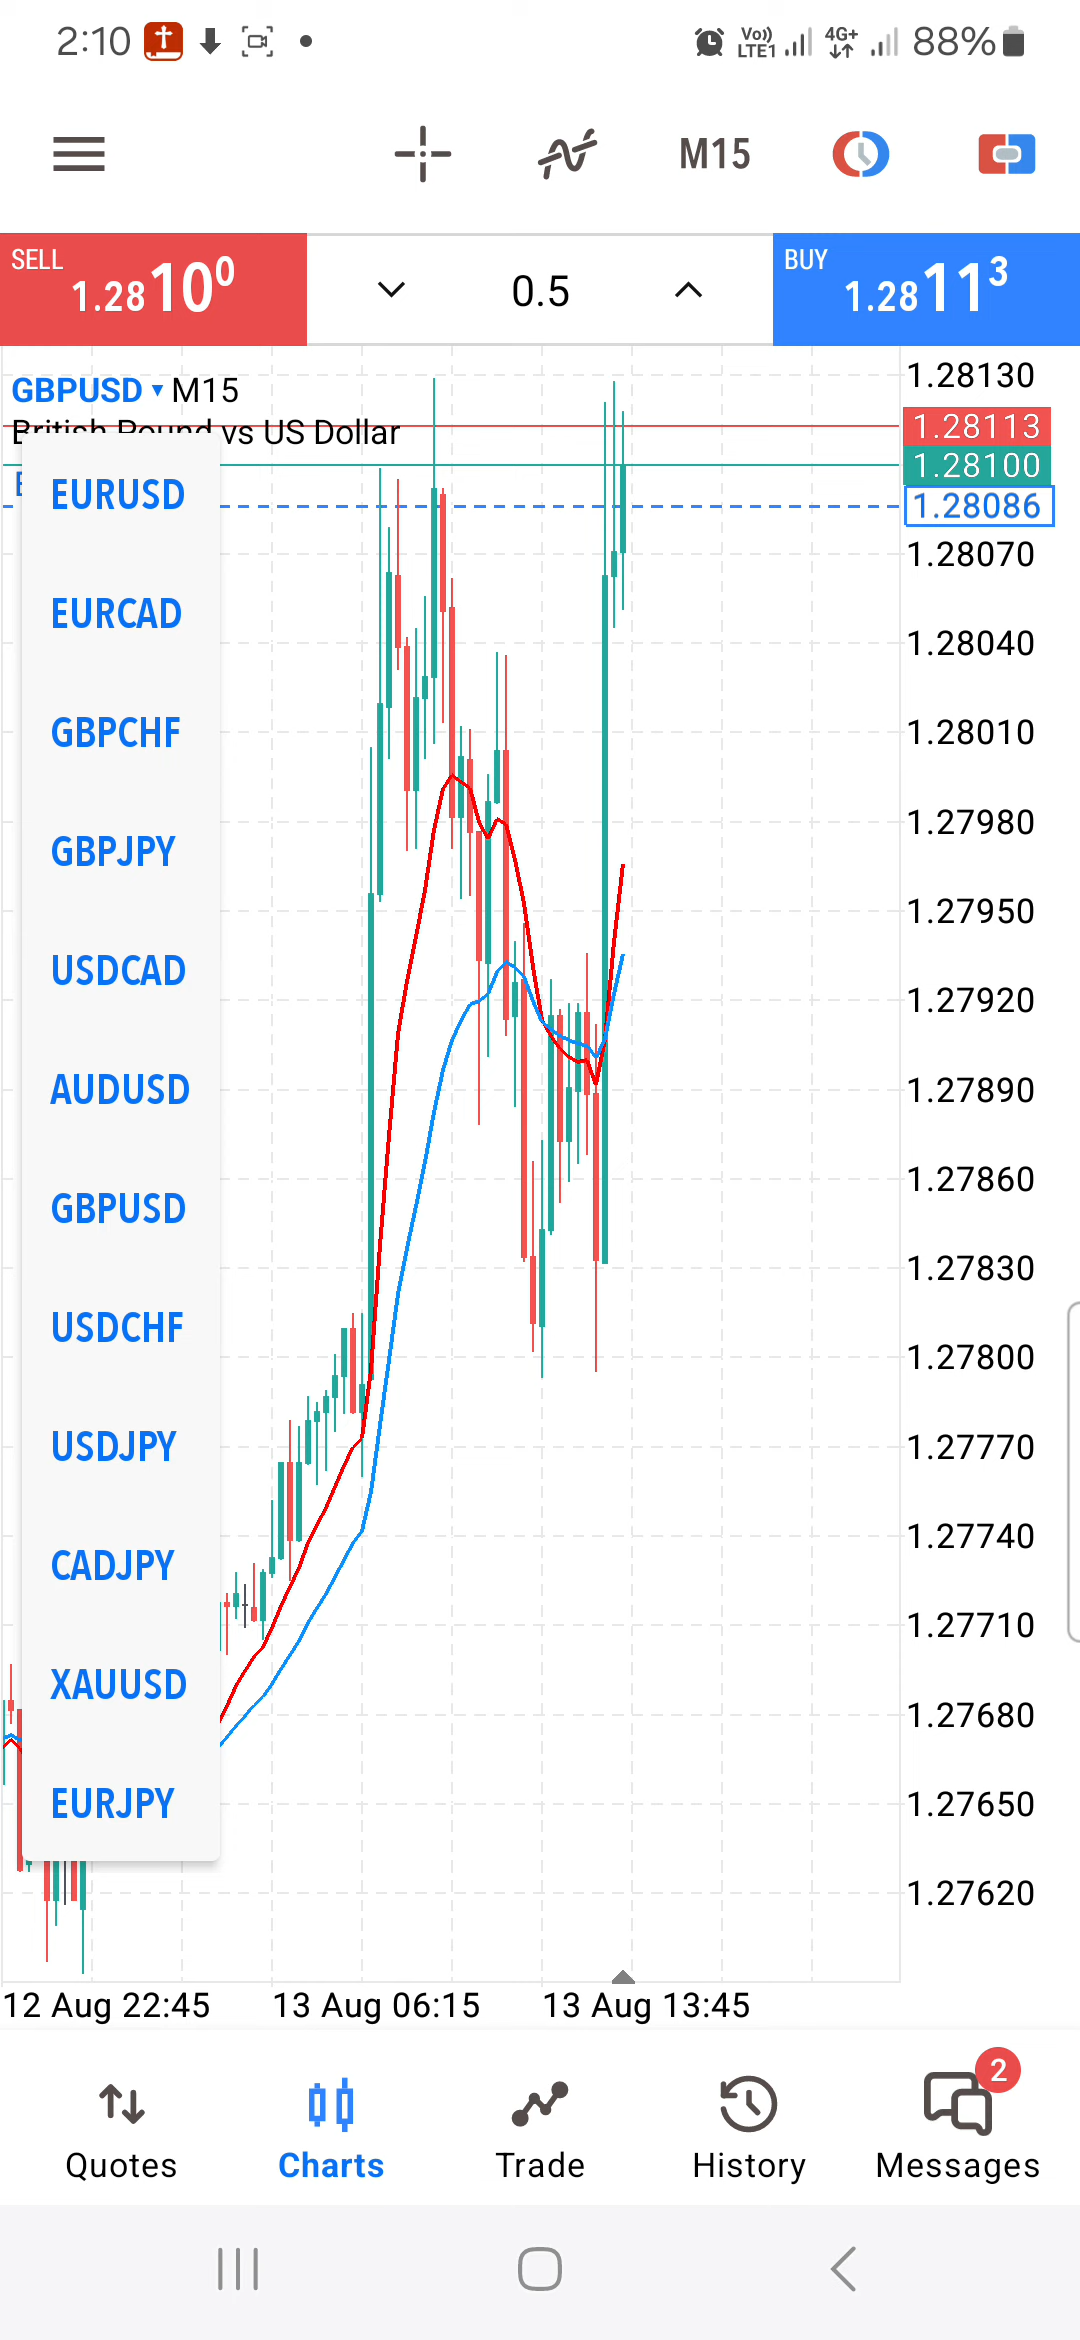 2:10
Vo)) LTE1 4G+ 88%
M15
SELL 1.28100
0.5
BUY 1.28113
GBPUSD M15
British Pound vs US Dollar
1.28130
1.28113
1.28100
1.28086
1.28070
1.28040
1.28010
1.27980
1.27950
1.27920
1.27890
1.27860
1.27830
1.27800
1.27770
1.27740
1.27710
1.27680
1.27650
1.27620
EURUSD
EURCAD
GBPCHF
GBPJPY
USDCAD
AUDUSD
GBPUSD
USDCHF
USDJPY
CADJPY
XAUUSD
EURJPY
12 Aug 22:45 13 Aug 06:15 13 Aug 13:45
2
Quotes Charts Trade History Messages